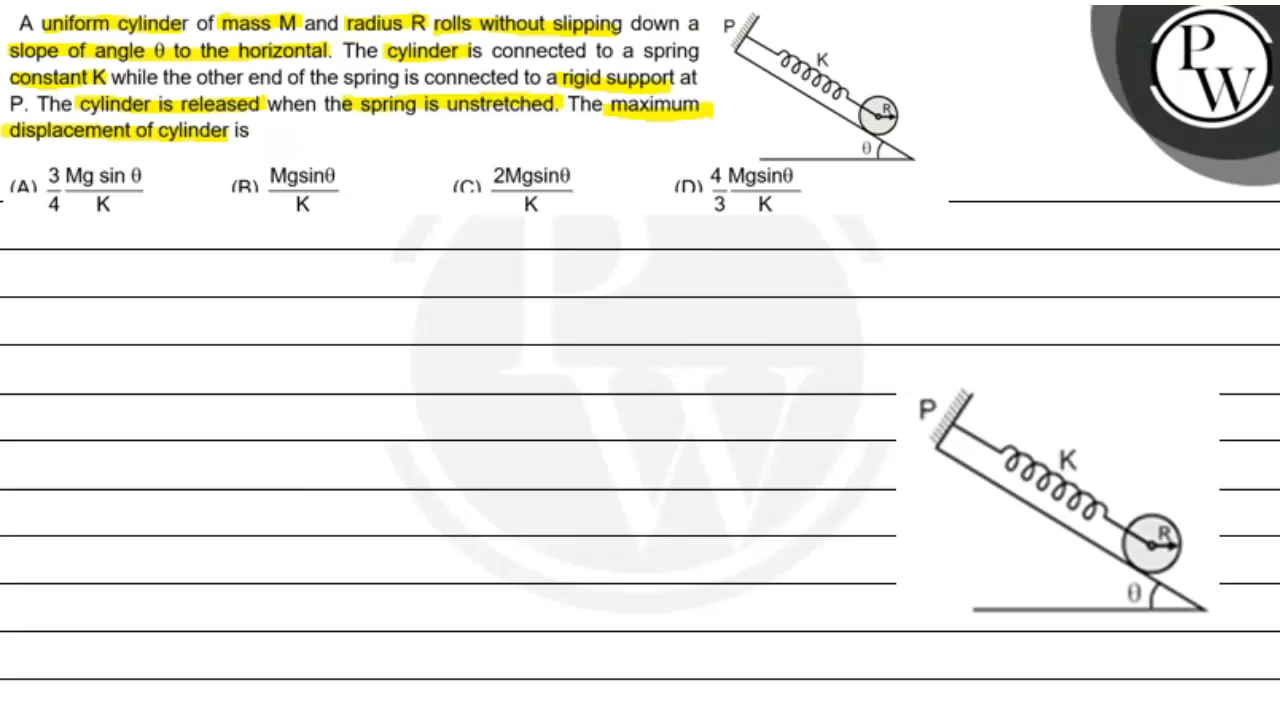 A uniform cylinder of mass M and radius R rolls without slipping down a
slope of angle θ to the horizontal. The cylinder is connected to a spring
constant K while the other end of the spring is connected to a rigid support at
P. The cylinder is released when the spring is unstretched. The maximum
displacement of cylinder is
(A) 3/4 Mg sin θ/K (B) Mgsinθ/K (C) 2Mgsinθ/K (D) 4/3 Mgsinθ/K
P
K
R
θ
P
W
P
K
R
θ
P
W